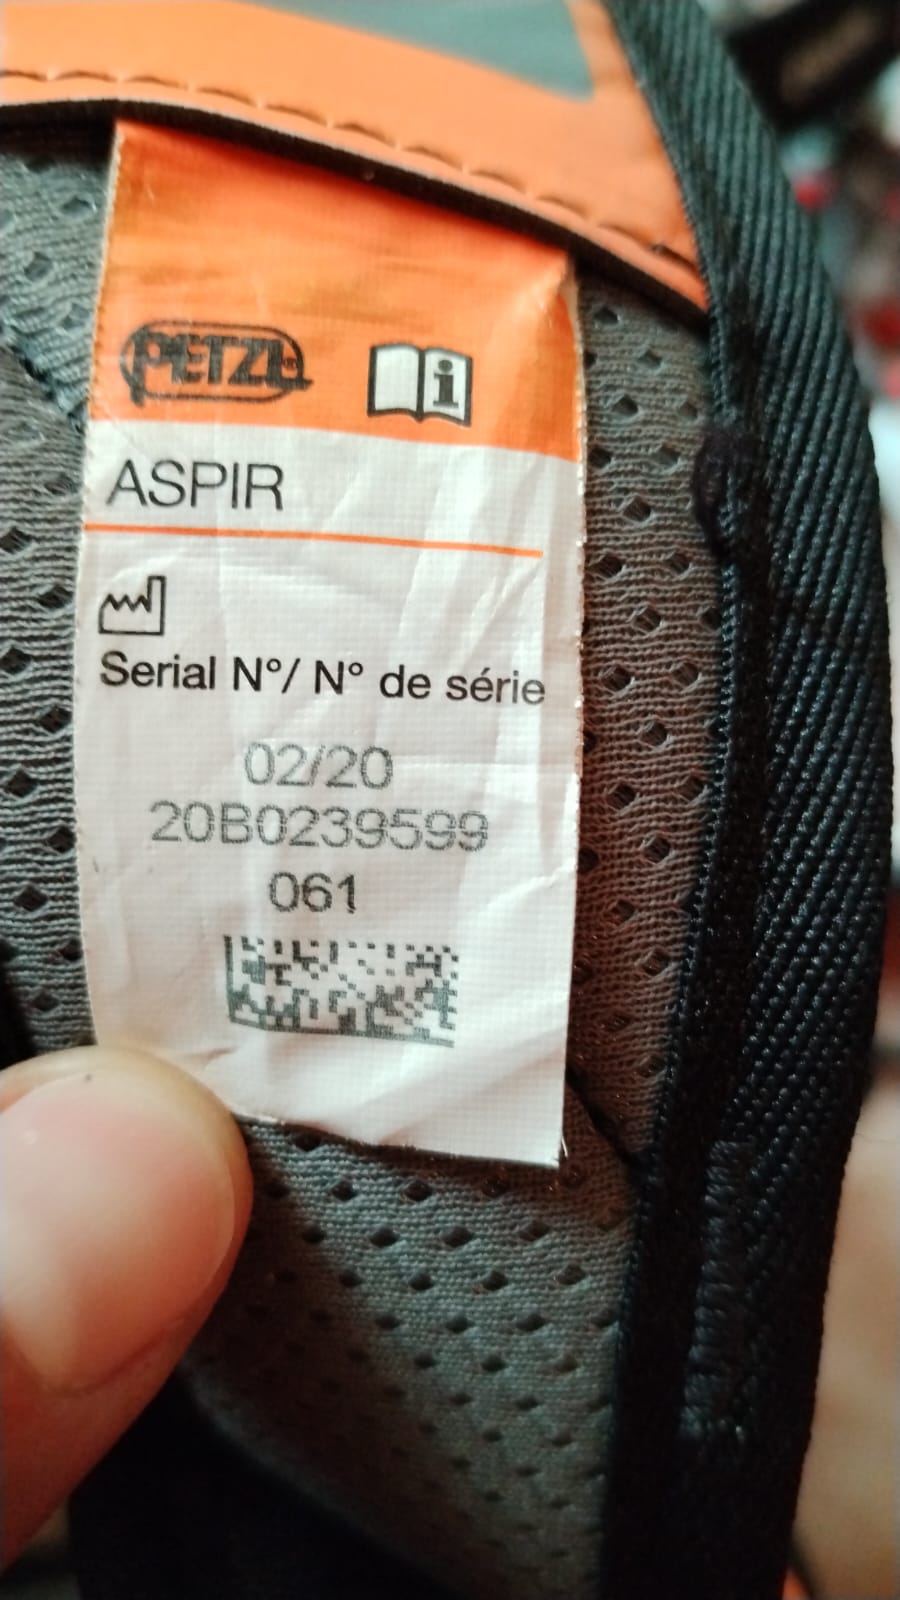 PETZL
i
ASPIR
Serial N°/ N° de série
02/20
20B0239599
061